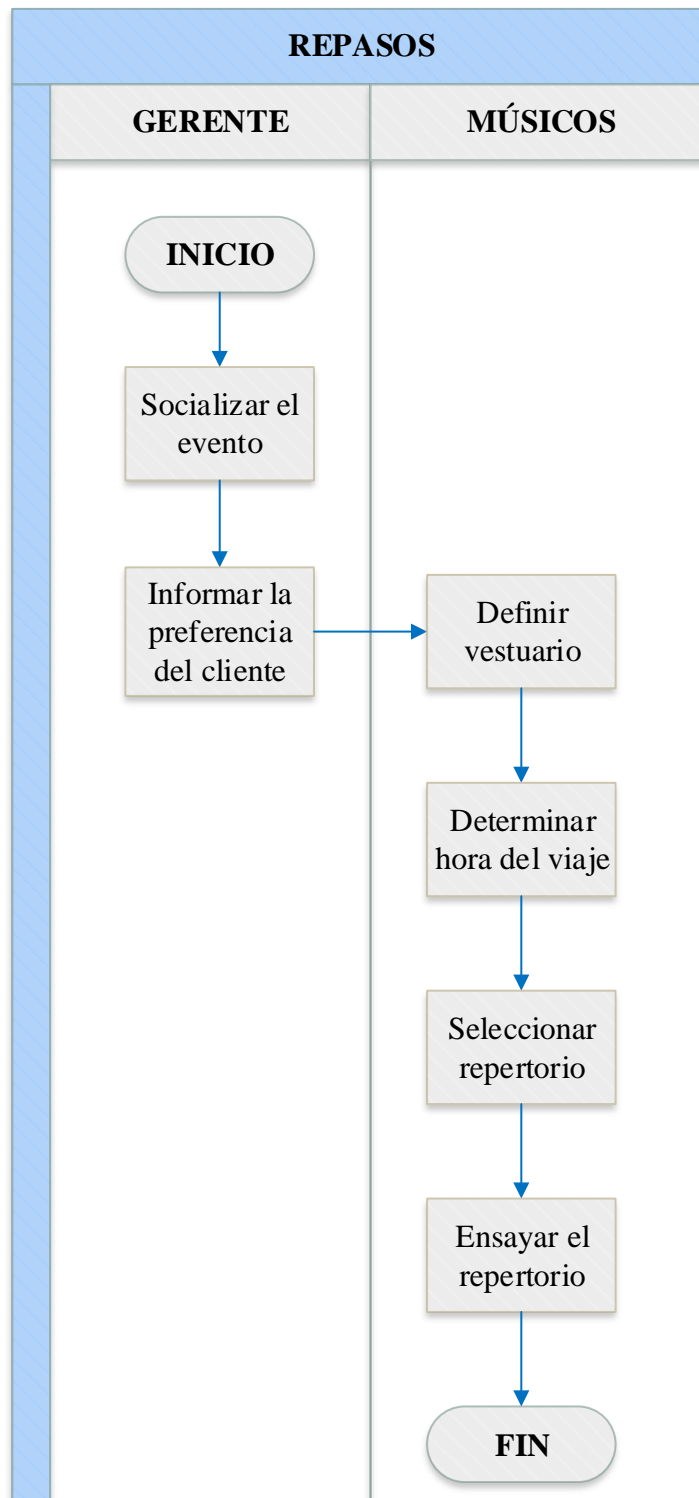 REPASOS
GERENTE
MÚSICOS
INICIO
Socializar el
evento
Informar la
preferencia
del cliente
Definir
vestuario
Determinar
hora del viaje
Seleccionar
repertorio
Ensayar el
repertorio
FIN